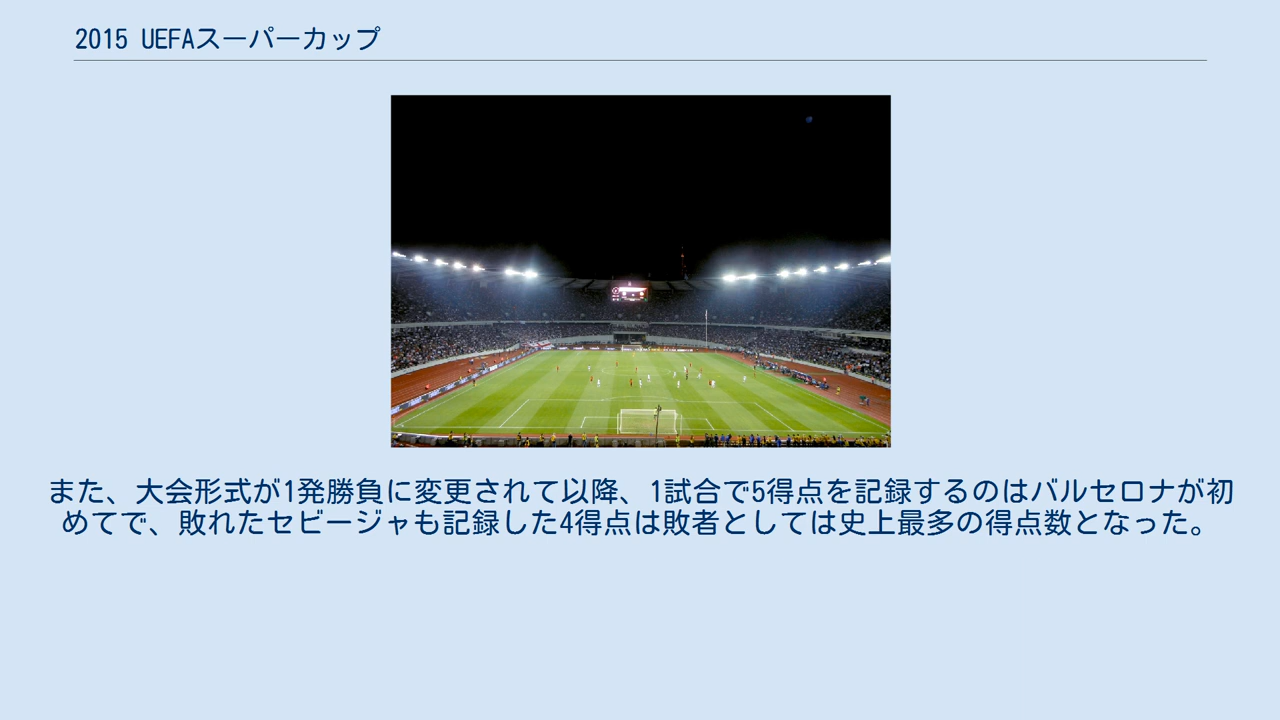 2015 UEFAスーパーカップ
また、大会形式が1発勝負に変更されて以降、1試合で5得点を記録するのはバルセロナが初
めてで、敗れたセビージャも記録した4得点は敗者としては史上最多の得点数となった。